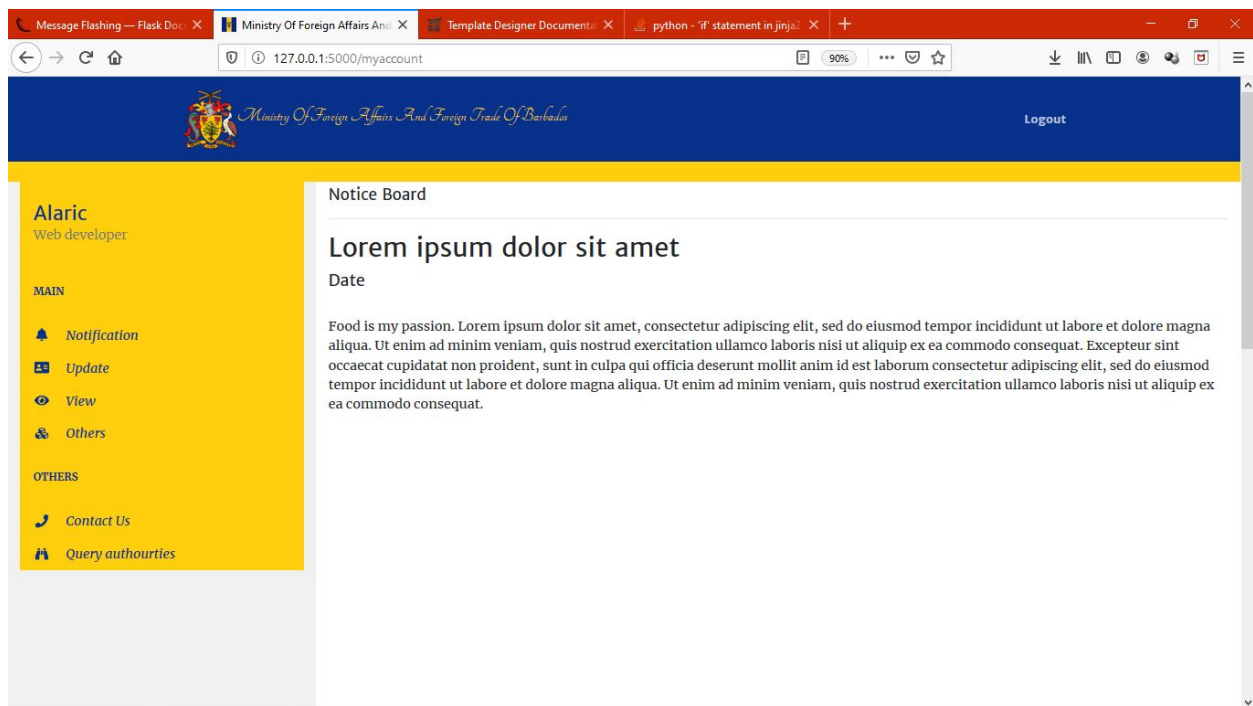 Message Flashing — Flask Doc
Ministry Of Foreign Affairs And
Template Designer Documenta
python - 'if' statement in jinja2
127.0.0.1:5000/myaccount
90%
Ministry Of Foreign Affairs And Foreign Trade Of Barbados
Logout
Alaric
Web developer
MAIN
Notification
Update
View
Others
OTHERS
Contact Us
Query authourties
Notice Board
Lorem ipsum dolor sit amet
Date
Food is my passion. Lorem ipsum dolor sit amet, consectetur adipiscing elit, sed do eiusmod tempor incididunt ut labore et dolore magna
aliqua. Ut enim ad minim veniam, quis nostrud exercitation ullamco laboris nisi ut aliquip ex ea commodo consequat. Excepteur sint
occaecat cupidatat non proident, sunt in culpa qui officia deserunt mollit anim id est laborum consectetur adipiscing elit, sed do eiusmod
tempor incididunt ut labore et dolore magna aliqua. Ut enim ad minim veniam, quis nostrud exercitation ullamco laboris nisi ut aliquip ex
ea commodo consequat.